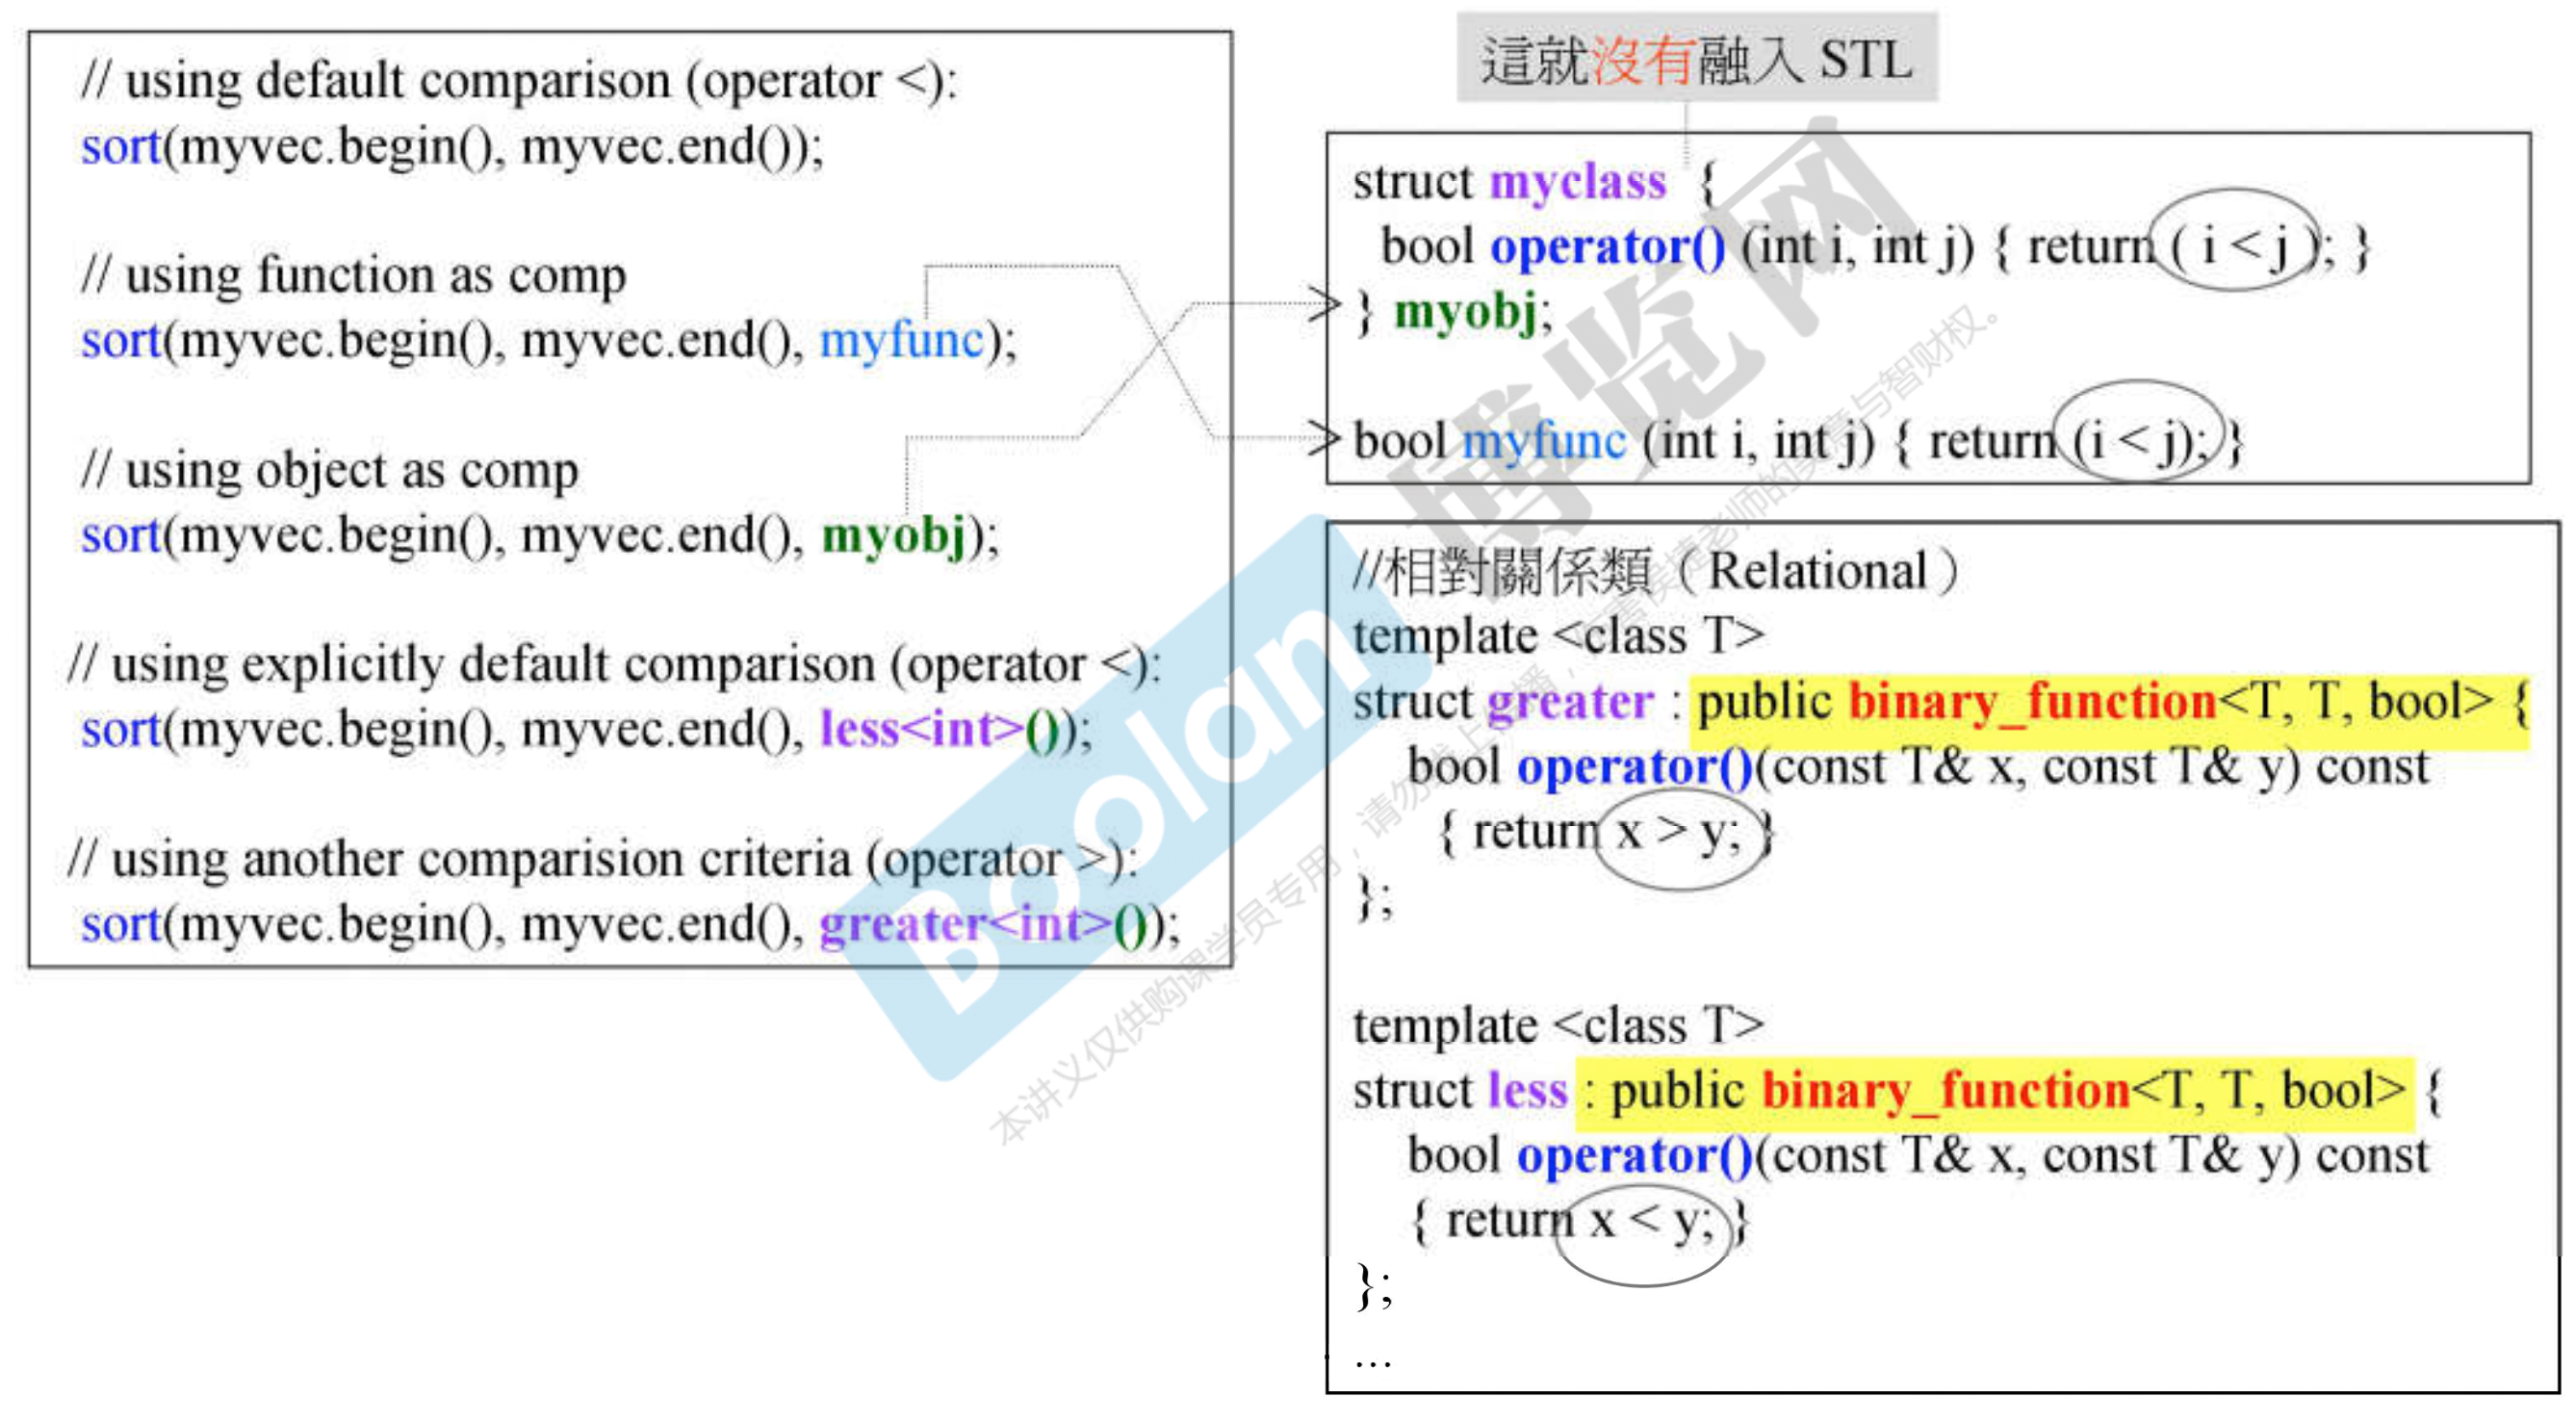 // using default comparison (operator <):
sort(myvec.begin(), myvec.end());
// using function as comp
sort(myvec.begin(), myvec.end(), myfunc);
// using object as comp
sort(myvec.begin(), myvec.end(), myobj);
// using explicitly default comparison (operator <):
sort(myvec.begin(), myvec.end(), less<int>());
// using another comparision criteria (operator >):
sort(myvec.begin(), myvec.end(), greater<int>());
這就沒有融入 STL
struct myclass {
bool operator() (int i, int j) { return ( i < j ); }
} myobj;
bool myfunc (int i, int j) { return (i < j); }
//相對關係類（Relational）
template <class T>
struct greater : public binary_function<T, T, bool> {
bool operator()(const T& x, const T& y) const
{ return x > y; }
};
template <class T>
struct less : public binary_function<T, T, bool> {
bool operator()(const T& x, const T& y) const
{ return x < y; }
};
...
Boolan 博览网
本讲义仅供购课学员专用，请勿 上 播， 侯捷老师的 与智财权。